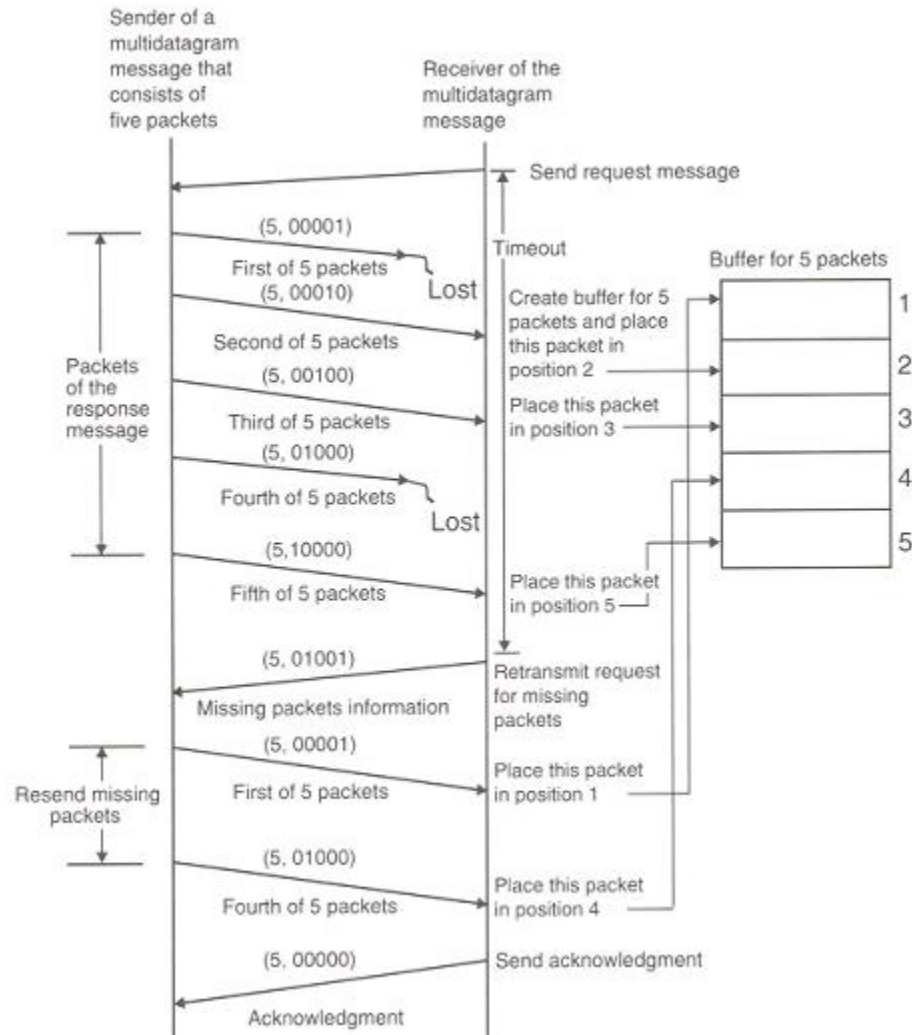 Sender of a
multidatagram
message that
consists of
five packets
Receiver of the
multidatagram
message
Send request message
(5, 00001)
Timeout
First of 5 packets
Lost
Buffer for 5 packets
(5, 00010)
Create buffer for 5
packets and place
this packet in
position 2
1
Second of 5 packets
2
Packets
of the
response
message
(5, 00100)
Place this packet
in position 3
3
Third of 5 packets
(5, 01000)
4
Fourth of 5 packets
Lost
5
(5,10000)
Fifth of 5 packets
Place this packet
in position 5
(5, 01001)
Retransmit request
for missing
packets
Missing packets information
(5, 00001)
Resend missing
packets
First of 5 packets
Place this packet
in position 1
(5, 01000)
Fourth of 5 packets
Place this packet
in position 4
(5, 00000)
Send acknowledgment
Acknowledgment